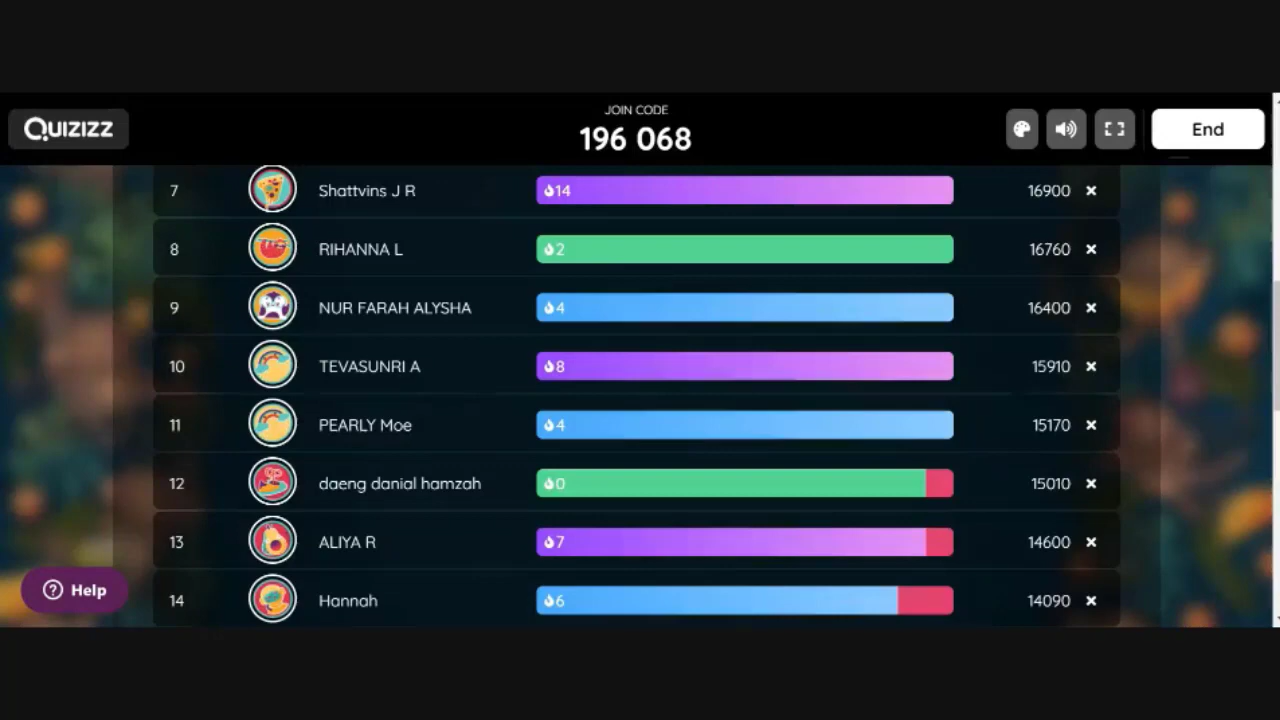 Quizizz
JOIN CODE
196 068
End
7 Shattvins J R 14 16900
8 RIHANNA L 2 16760
9 NUR FARAH ALYSHA 4 16400
10 TEVASUNRI A 8 15910
11 PEARLY Moe 4 15170
12 daeng danial hamzah 0 15010
13 ALIYA R 7 14600
14 Hannah 6 14090
Help